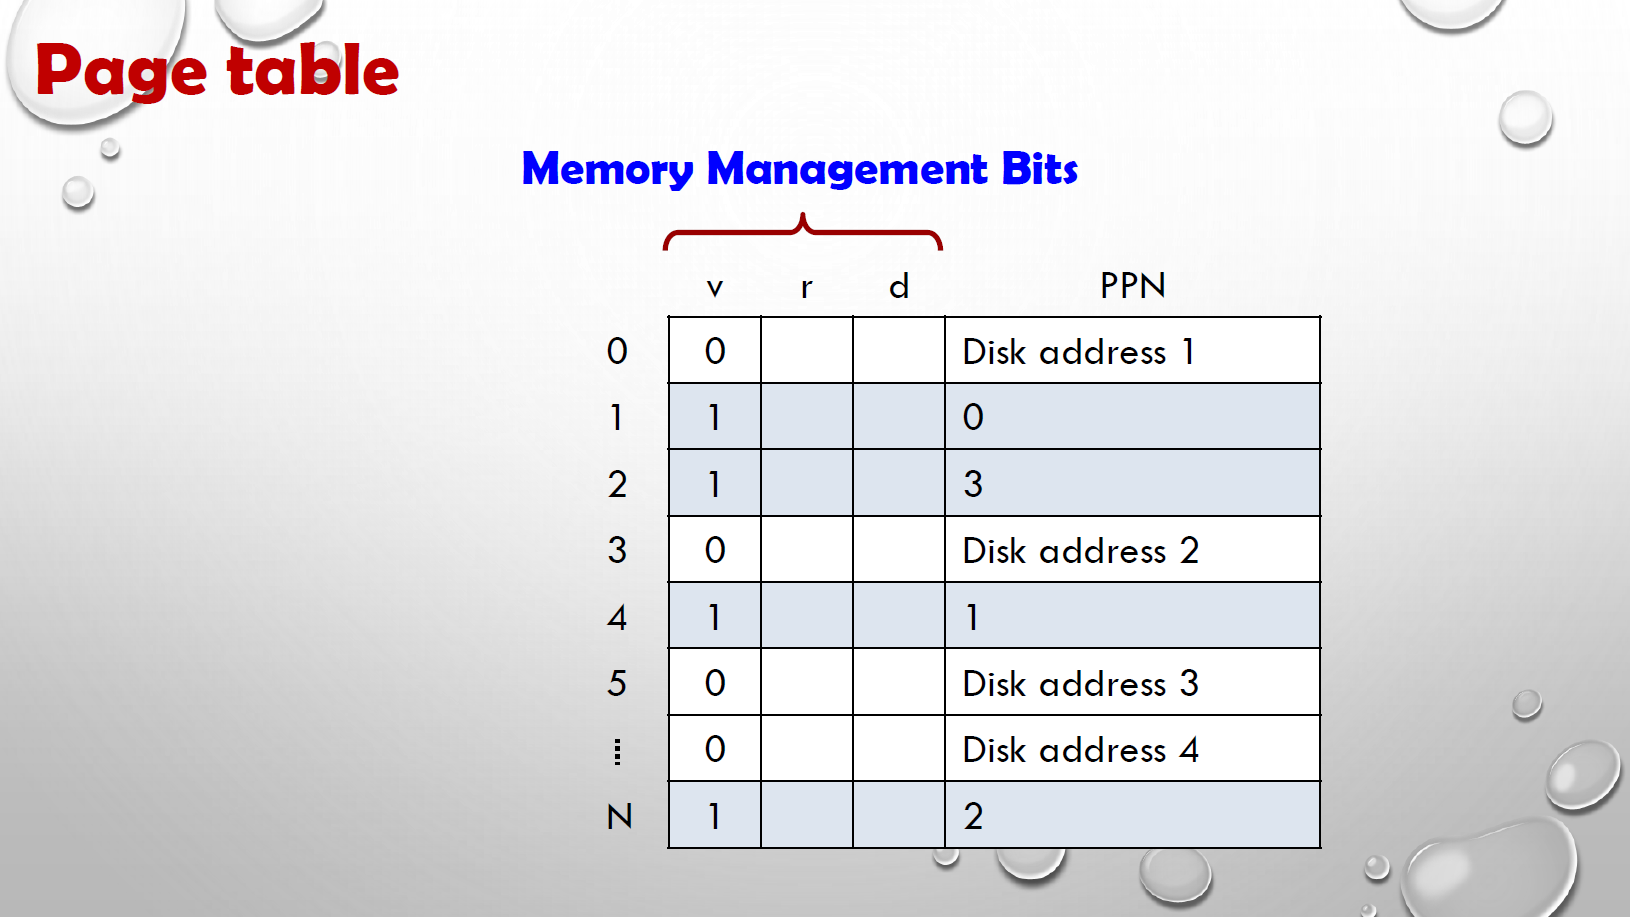 Page table
Memory Management Bits
v r d PPN
0 0 Disk address 1
1 1 0
2 1 3
3 0 Disk address 2
4 1 1
5 0 Disk address 3
⁞ 0 Disk address 4
N 1 2